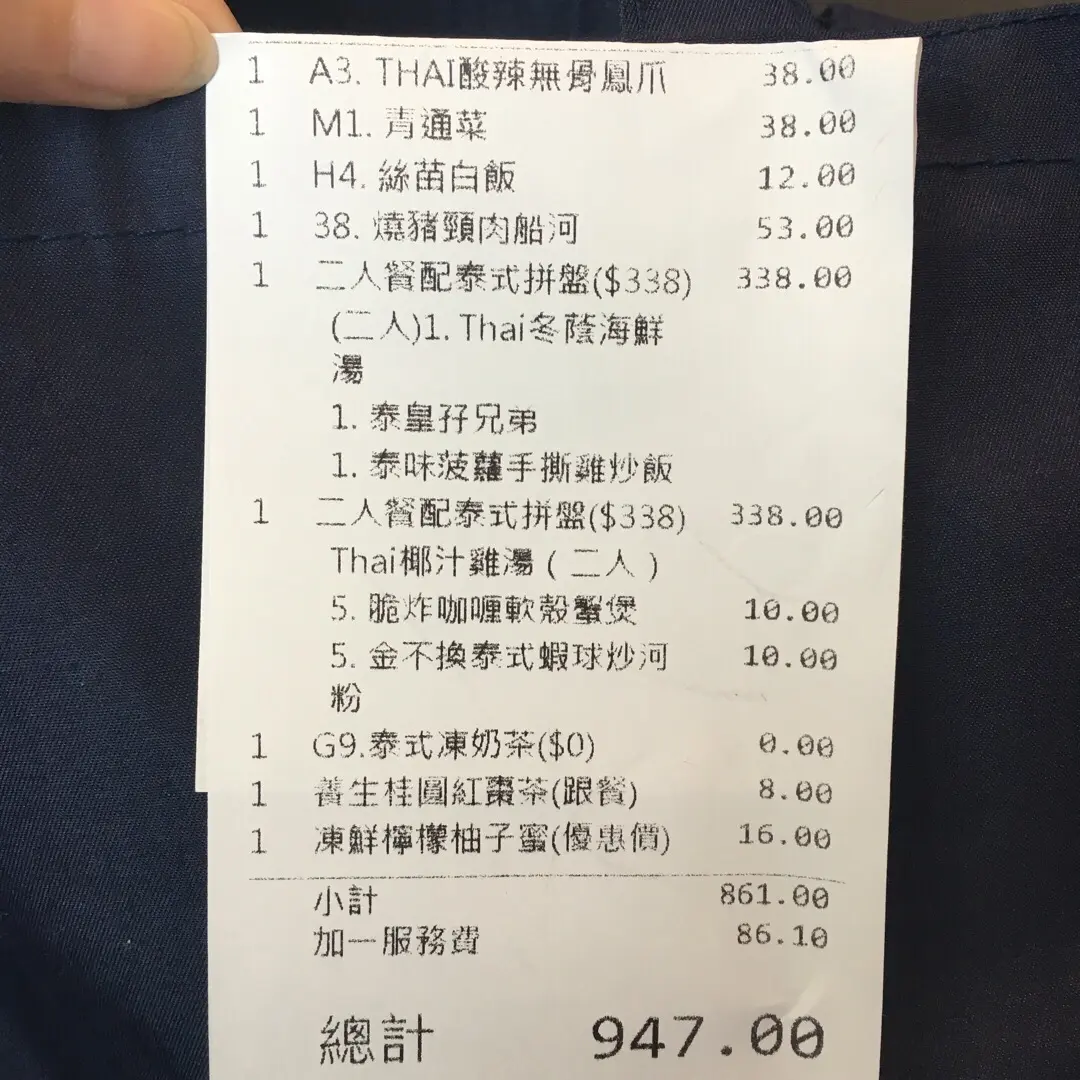 1 A3. THAI酸辣無骨鳳爪 38.00
1 M1. 青通菜 38.00
1 H4. 絲苗白飯 12.00
1 38. 燒豬頸肉船河 53.00
1 二人餐配泰式拼盤($338) 338.00
(二人)1. Thai冬蔭海鮮
湯
1. 泰皇孖兄弟
1. 泰味菠蘿手撕雞炒飯
1 二人餐配泰式拼盤($338) 338.00
Thai椰汁雞湯 ( 二人 )
5. 脆炸咖喱軟殼蟹煲 10.00
5. 金不換泰式蝦球炒河 10.00
粉
1 G9.泰式凍奶茶($0) 0.00
1 養生桂圓紅棗茶(跟餐) 8.00
1 凍鮮檸檬柚子蜜(優惠價) 16.00
小計 861.00
加一服務費 86.10
總計 947.00